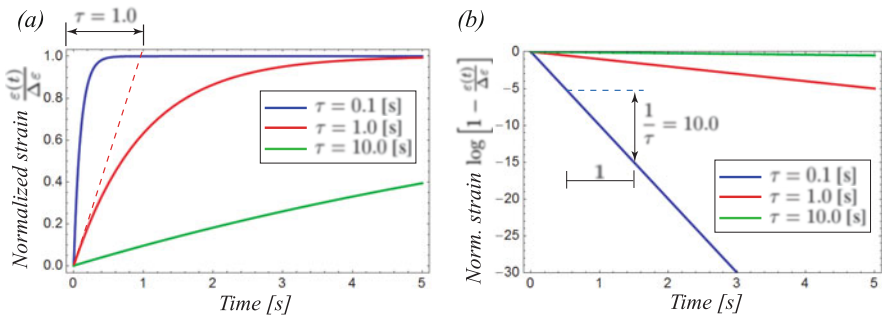 (a)
τ = 1.0
Normalized strain ε(t)/Δε
1.0
0.8
0.6
0.4
0.2
0.0
τ = 0.1 [s]
τ = 1.0 [s]
τ = 10.0 [s]
0 1 2 3 4 5
Time [s]
(b)
Norm. strain log [1 − ε(t)/Δε]
0
−5
−10
−15
−20
−25
−30
1/τ = 10.0
1
τ = 0.1 [s]
τ = 1.0 [s]
τ = 10.0 [s]
0 1 2 3 4 5
Time [s]